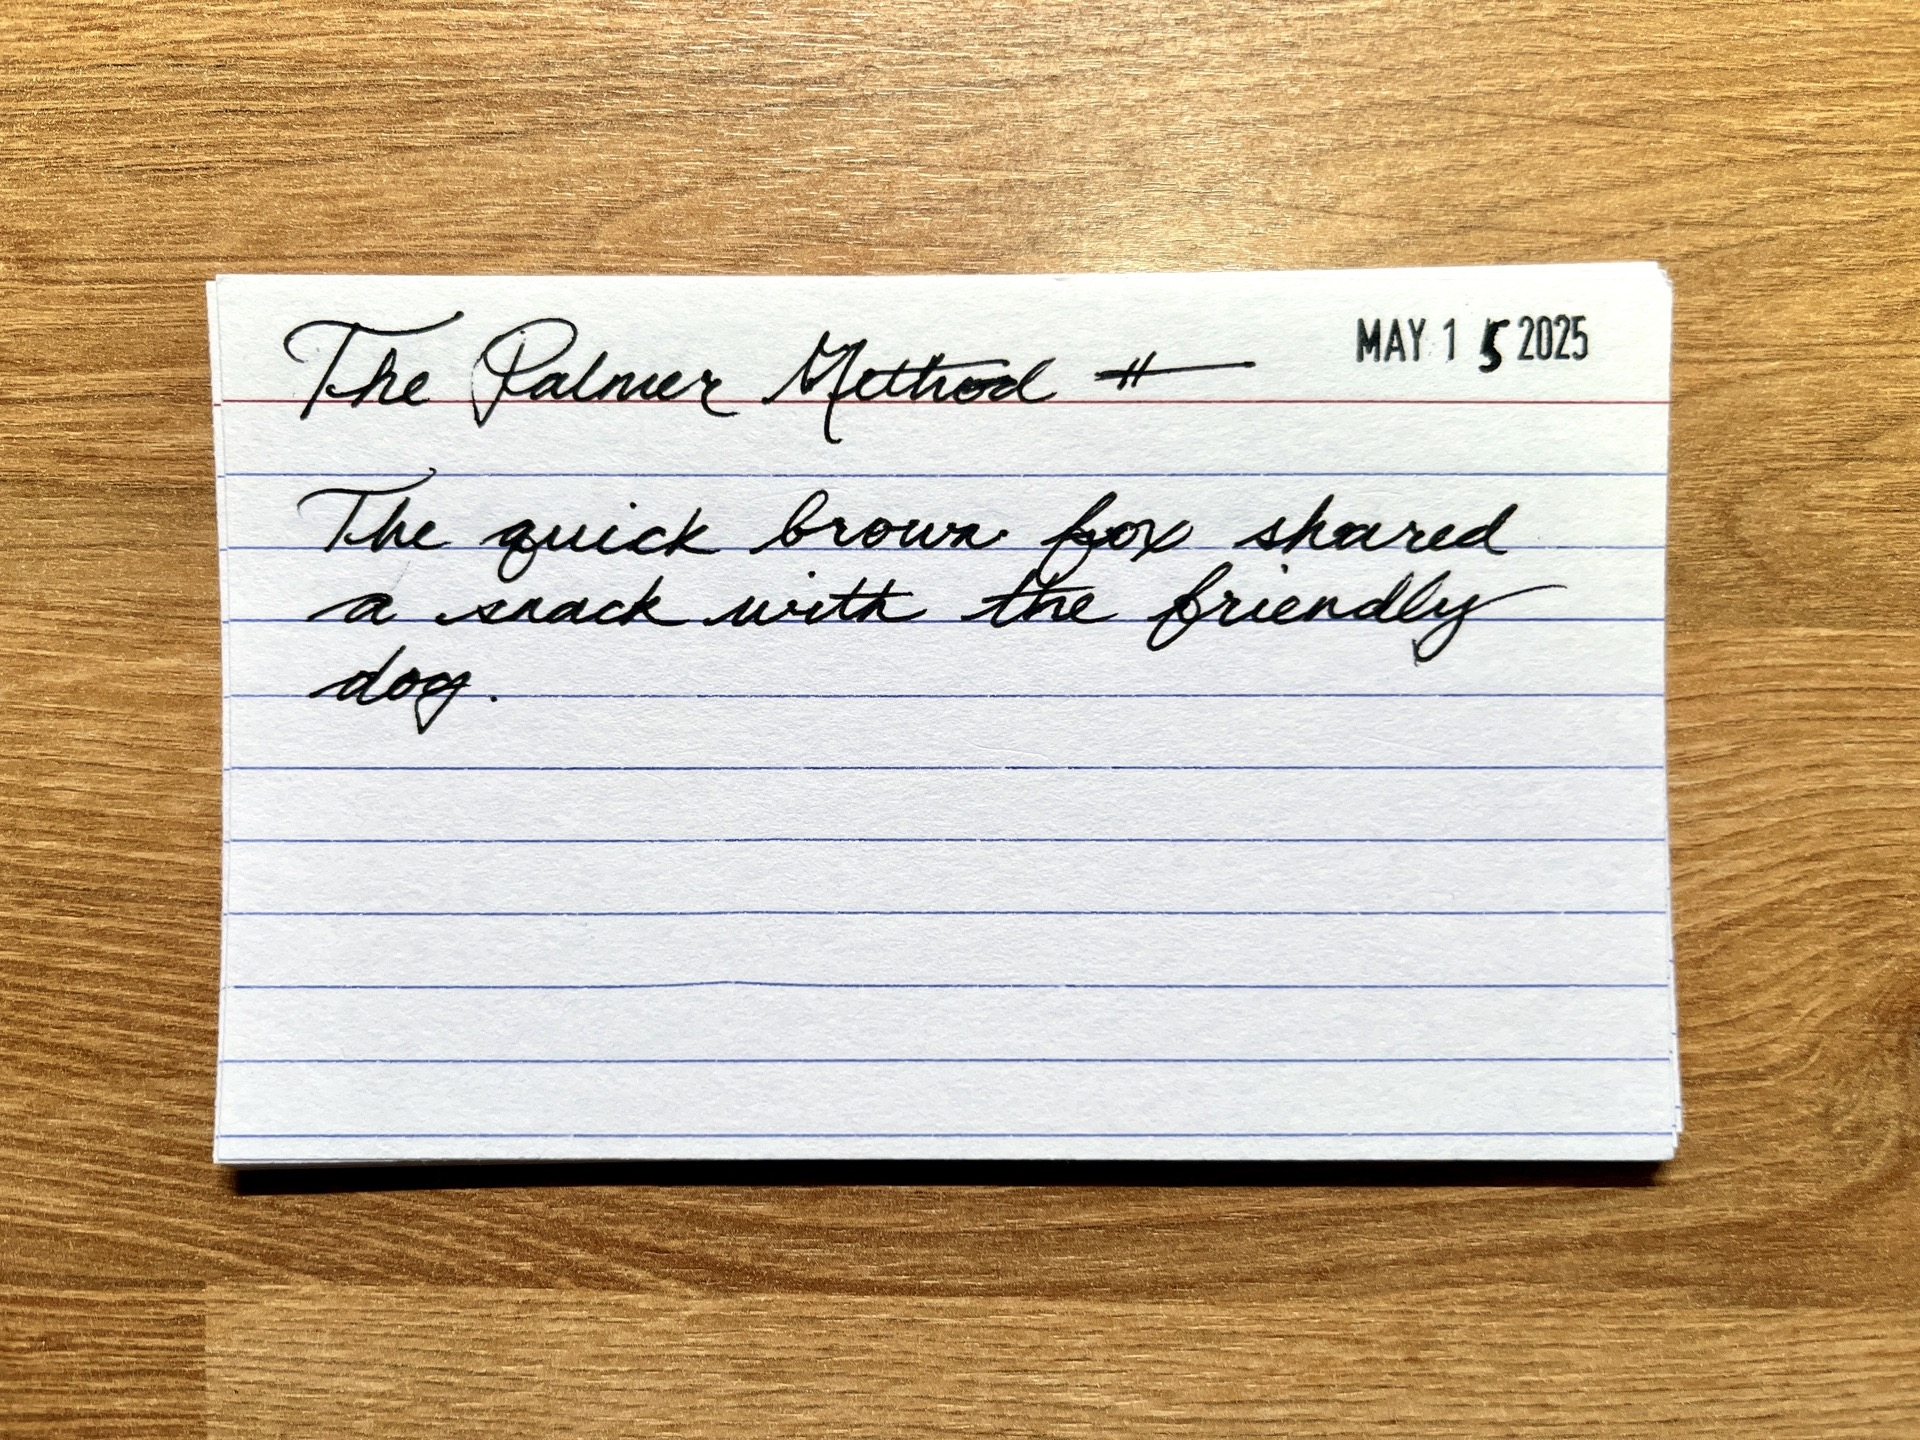 The Palmer Method MAY 15 2025
The quick brown fox shared
a snack with the friendly
dog.